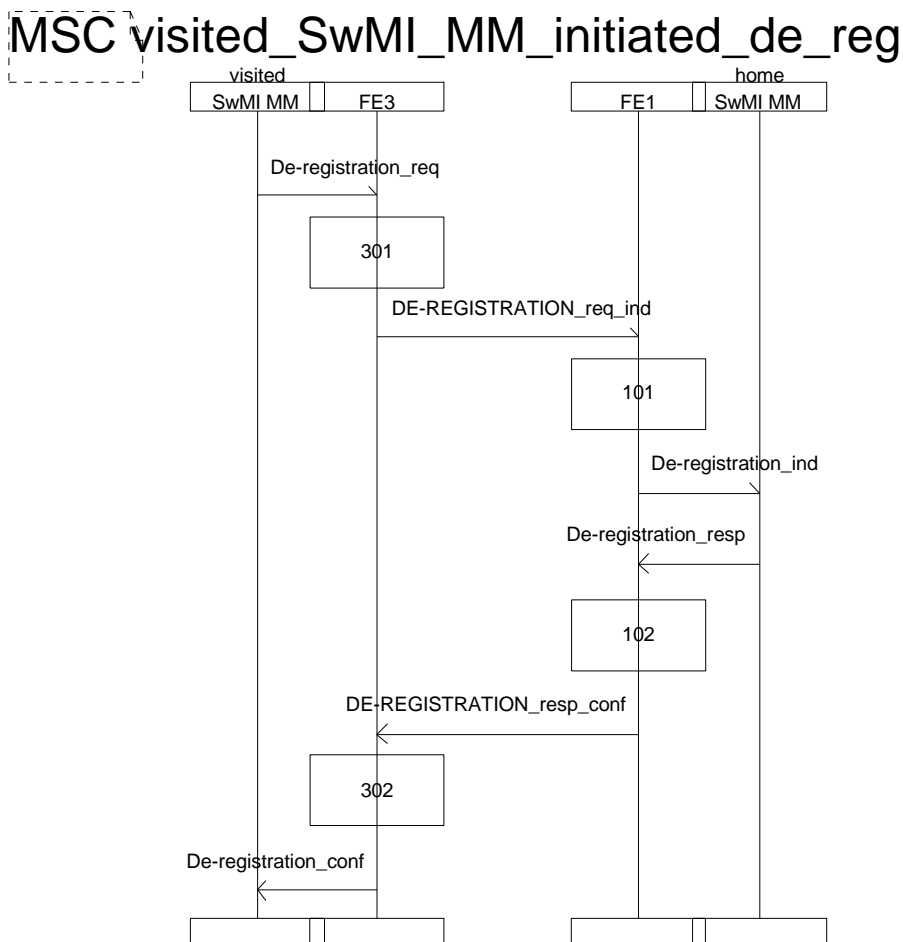 MSC visited_SwMI_MM_initiated_de_reg
visited
home
SwMI MM
FE3
FE1
SwMI MM
De-registration_req
301
DE-REGISTRATION_req_ind
101
De-registration_ind
De-registration_resp
102
DE-REGISTRATION_resp_conf
302
De-registration_conf